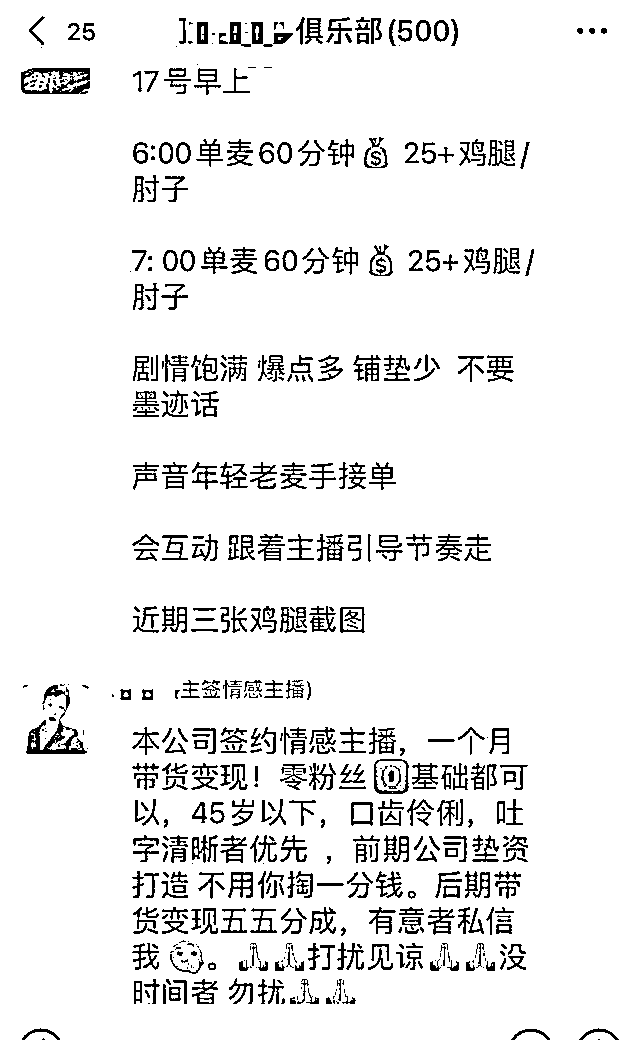 25
俱乐部(500)
17号早上
6:00单麦60分钟 25+鸡腿/
肘子
7: 00单麦60分钟 25+鸡腿/
肘子
剧情饱满 爆点多 铺垫少 不要
墨迹话
声音年轻老麦手接单
会互动 跟着主播引导节奏走
近期三张鸡腿截图
主签情感主播)
本公司签约情感主播，一个月
带货变现！零粉丝0基础都可
以，45岁以下，口齿伶俐，吐
字清晰者优先 ，前期公司垫资
打造 不用你掏一分钱。后期带
货变现五五分成，有意者私信
我 。打扰见谅 没
时间者 勿扰